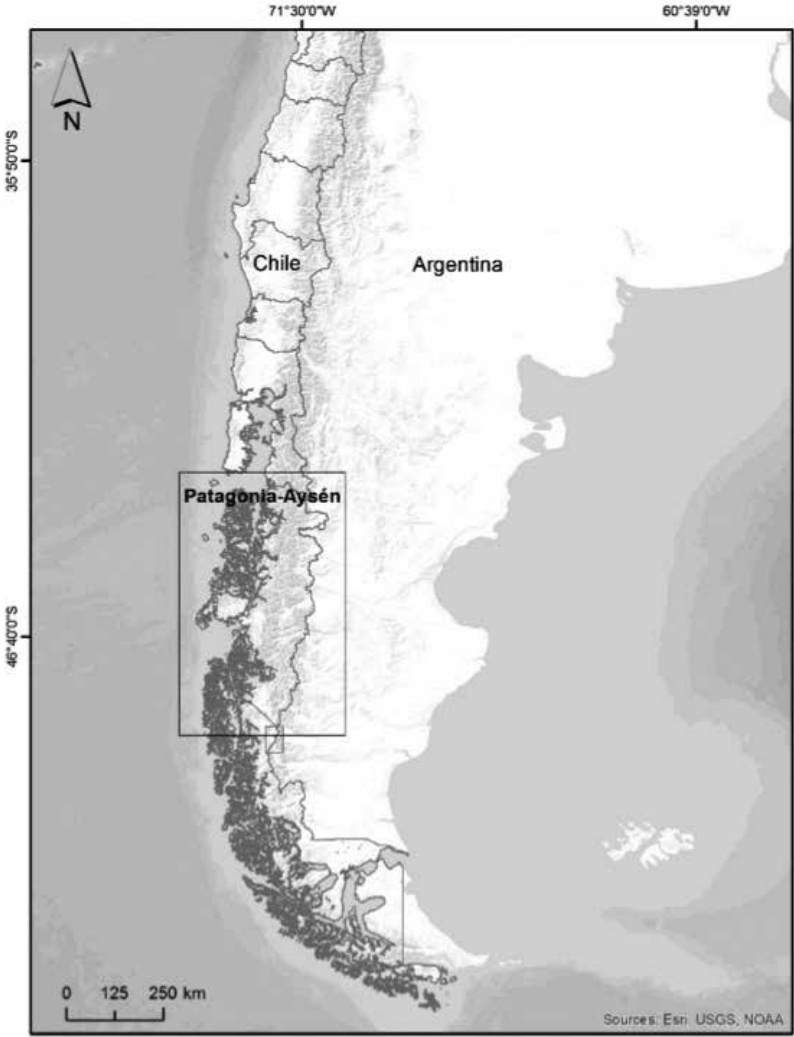 71°30'0"W
60°39'0"W
N
35°50'0"S
Chile
Argentina
Patagonia-Aysén
46°40'0"S
0 125 250 km
Sources: Esri. USGS, NOAA